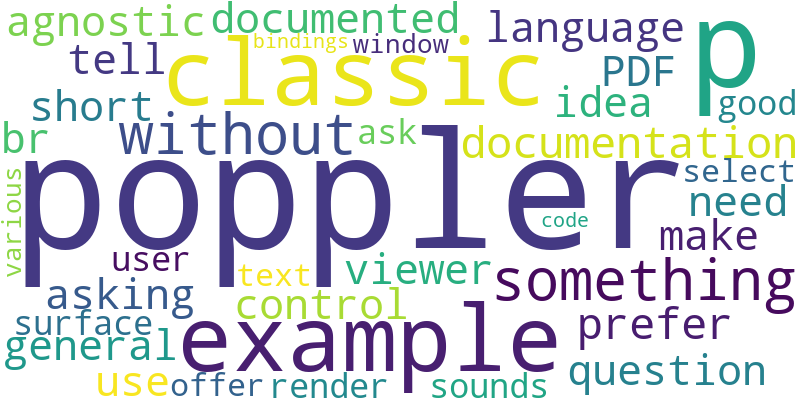 agnostic documented language p
bindings window
tell classic PDF
short idea good
br without ask documentation
various poppler code select
need
user text viewer make
asking control something
surface example prefer
general question
use offer render sounds